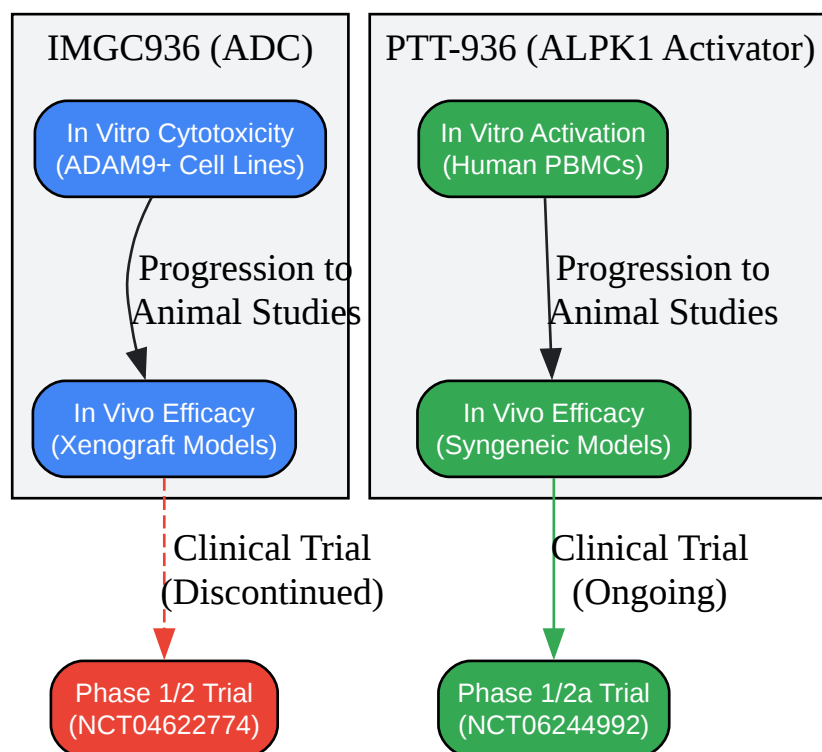 IMGC936 (ADC)
In Vitro Cytotoxicity
(ADAM9+ Cell Lines)
Progression to
Animal Studies
In Vivo Efficacy
(Xenograft Models)
Clinical Trial
(Discontinued)
Phase 1/2 Trial
(NCT04622774)
PTT-936 (ALPK1 Activator)
In Vitro Activation
(Human PBMCs)
Progression to
Animal Studies
In Vivo Efficacy
(Syngeneic Models)
Clinical Trial
(Ongoing)
Phase 1/2a Trial
(NCT06244992)